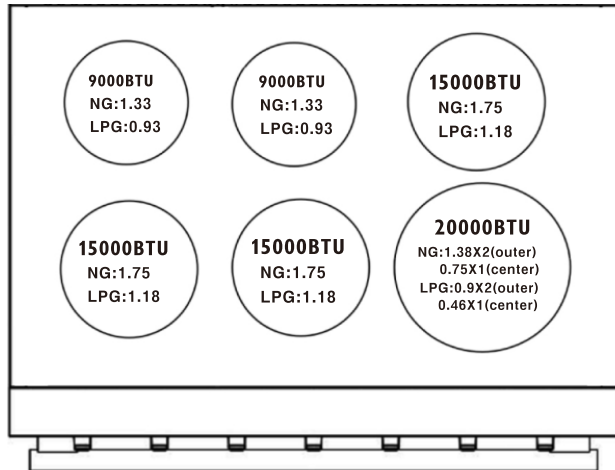 9000BTU
NG:1.33
LPG:0.93
9000BTU
NG:1.33
LPG:0.93
15000BTU
NG:1.75
LPG:1.18
15000BTU
NG:1.75
LPG:1.18
15000BTU
NG:1.75
LPG:1.18
20000BTU
NG:1.38X2(outer)
0.75X1(center)
LPG:0.9X2(outer)
0.46X1(center)